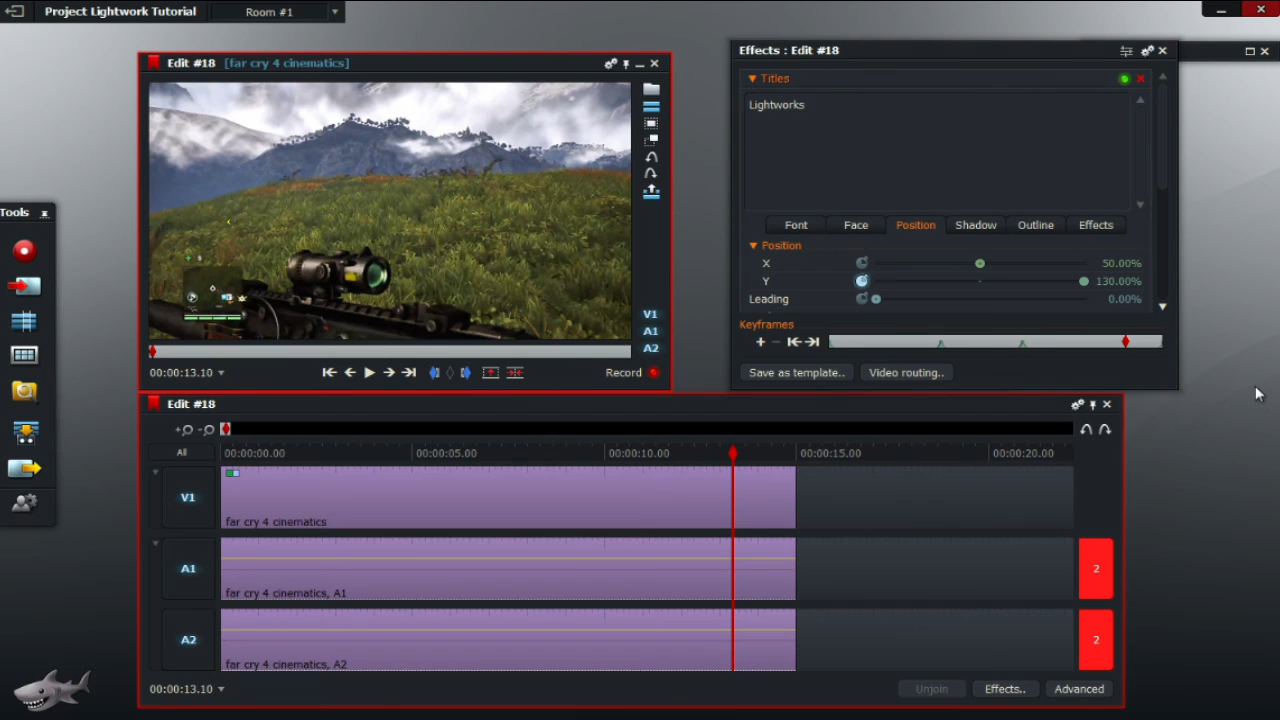 Project Lightwork Tutorial Room #1
Edit #18 [far cry 4 cinematics]
V1
A1
A2
00:00:13.10 Record
Effects : Edit #18
Titles
Lightworks
Font Face Position Shadow Outline Effects
Position
X 50.00%
Y 130.00%
Leading 0.00%
Keyframes
Save as template.. Video routing..
Tools
Edit #18
All 00:00:00.00 00:00:05.00 00:00:10.00 00:00:15.00 00:00:20.00
V1
far cry 4 cinematics
A1 2
far cry 4 cinematics, A1
A2 2
far cry 4 cinematics, A2
00:00:13.10 Unjoin Effects.. Advanced